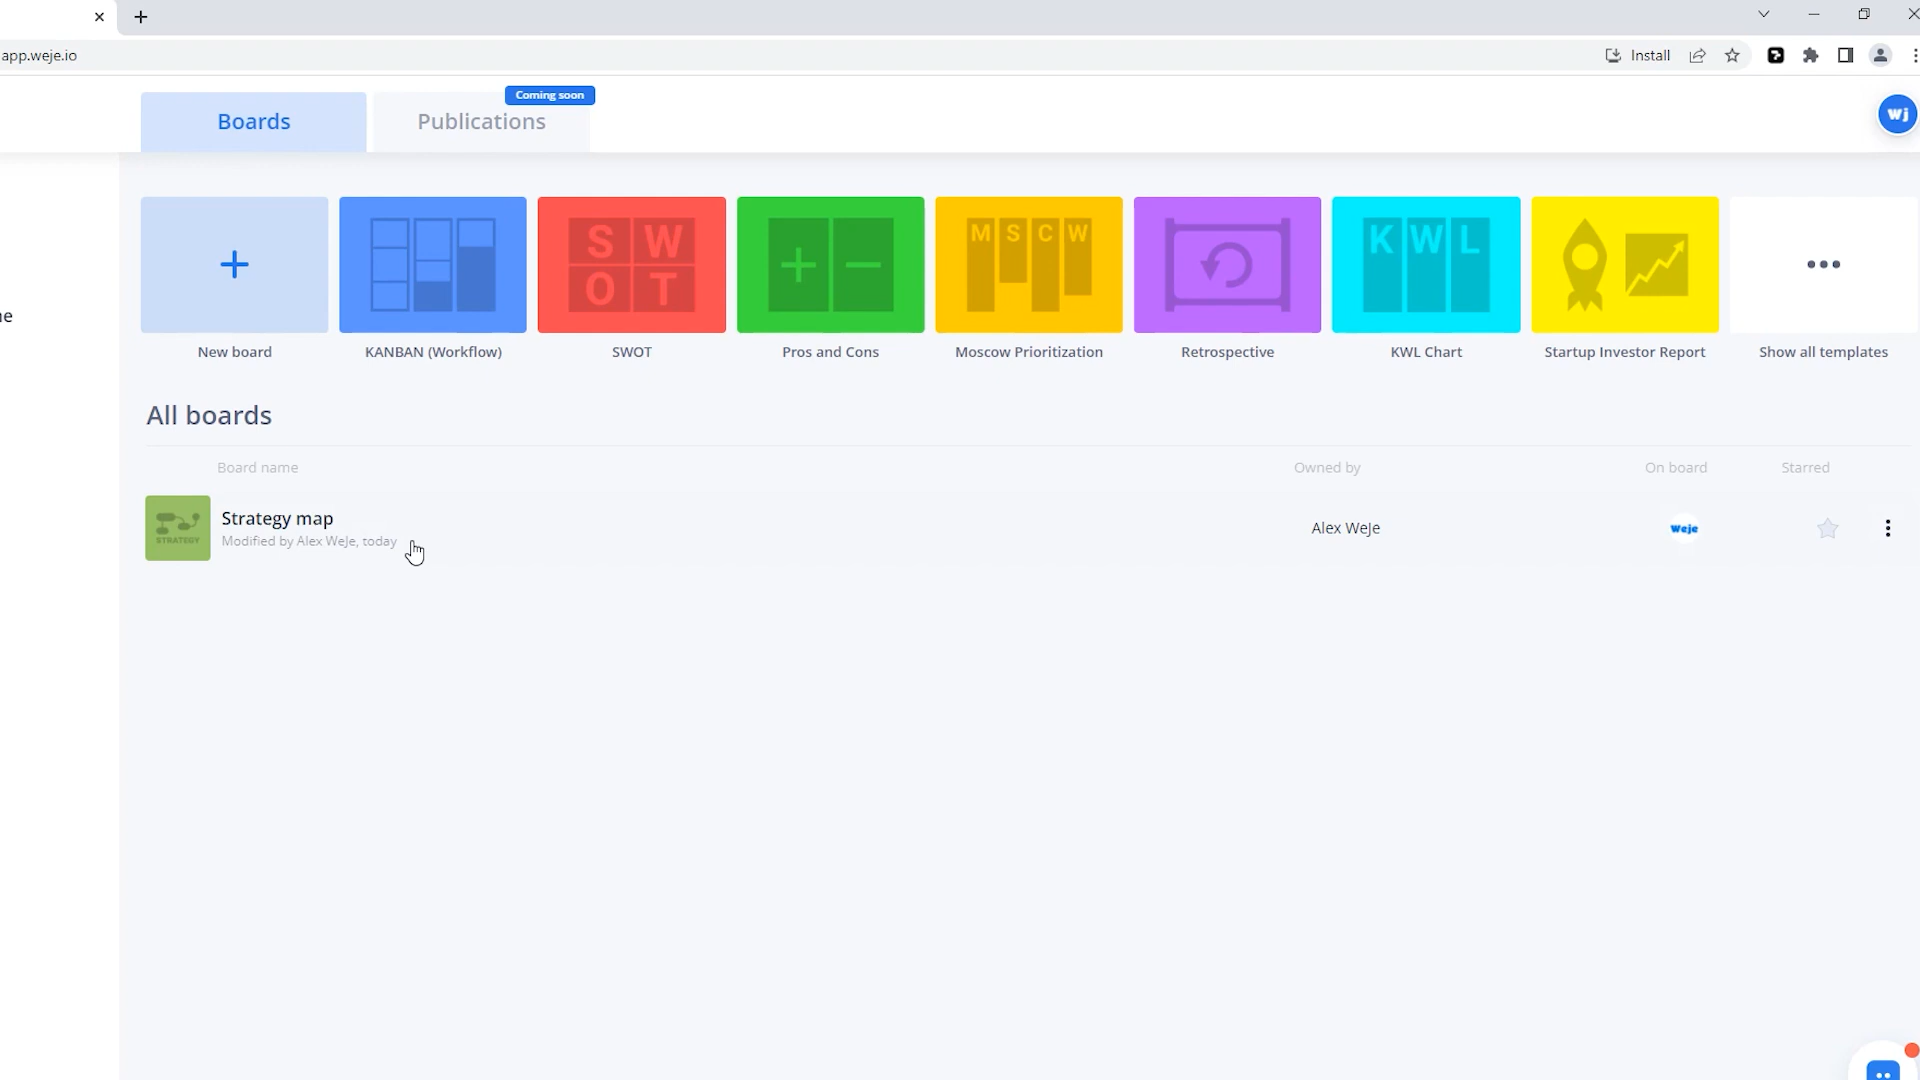 app.weje.io
Install
Coming soon
Boards
Publications
wj
S W
O T
M S C W
K W L
New board
KANBAN (Workflow)
SWOT
Pros and Cons
Moscow Prioritization
Retrospective
KWL Chart
Startup Investor Report
Show all templates
All boards
Board name
Owned by
On board
Starred
STRATEGY
Strategy map
Modified by Alex WeJe, today
Alex WeJe
weje